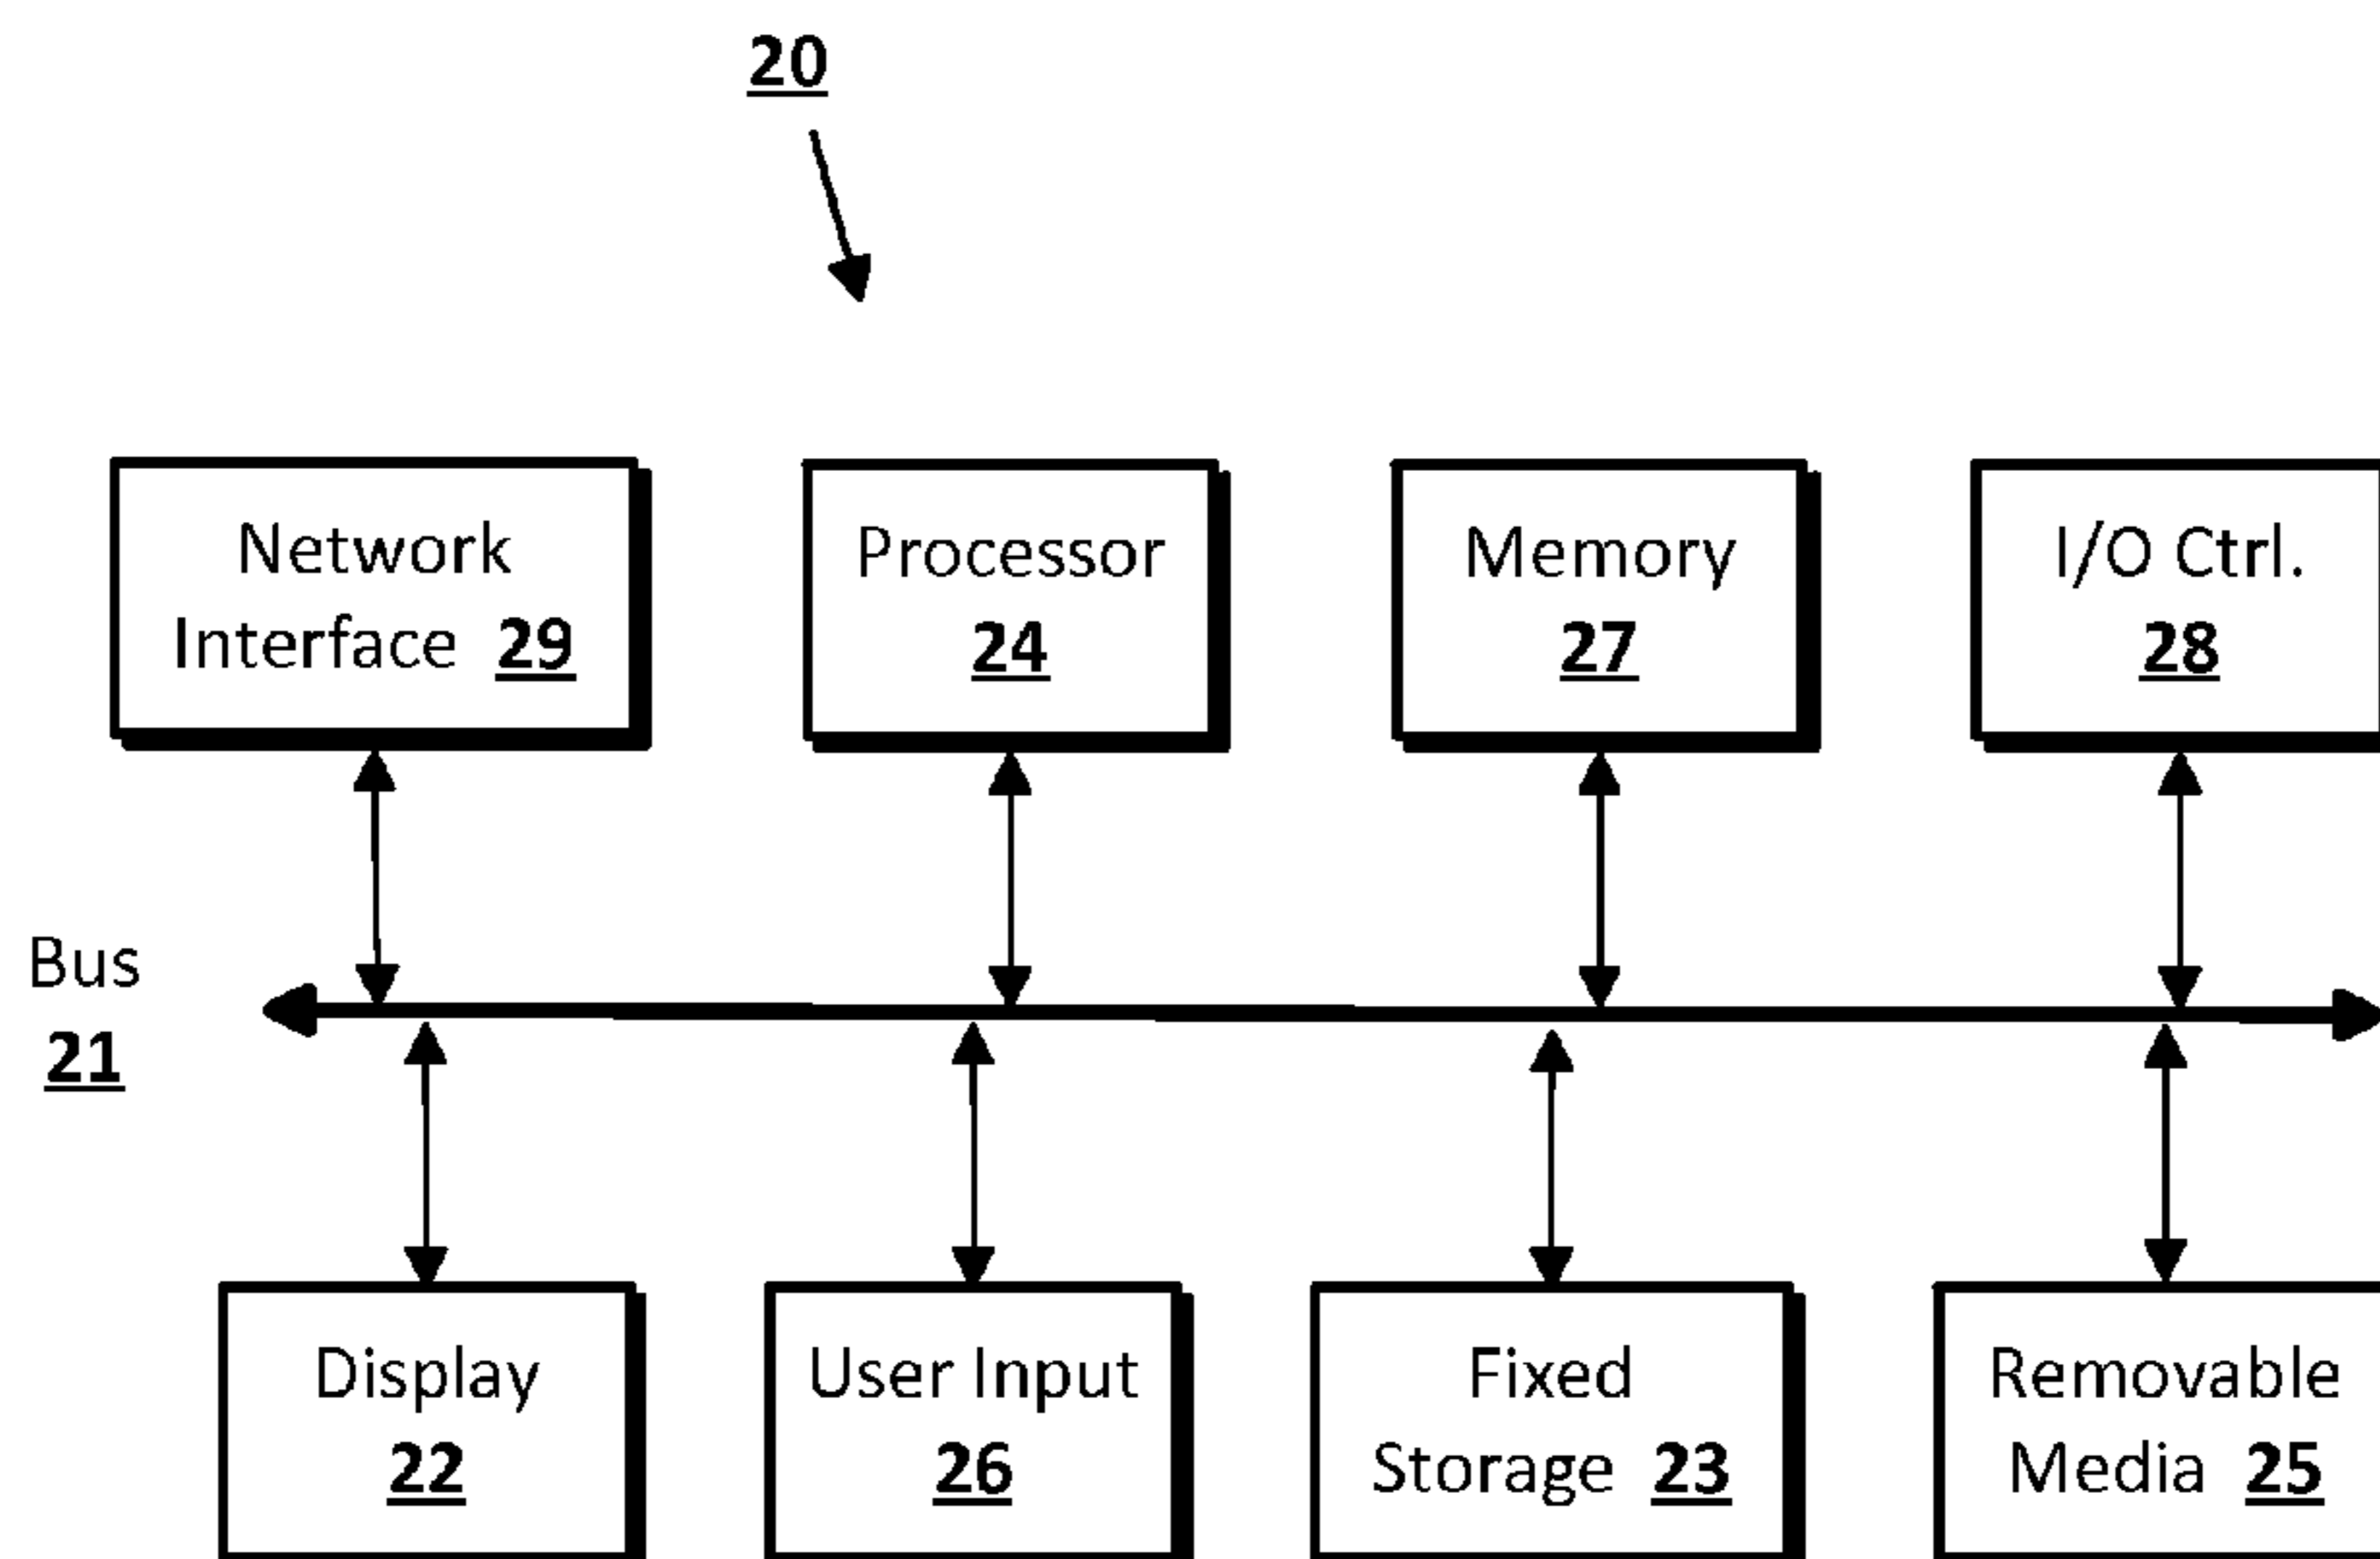 20
Network
Interface 29
Processor
24
Memory
27
I/O Ctrl.
28
Bus
21
Display
22
User Input
26
Fixed
Storage 23
Removable
Media 25